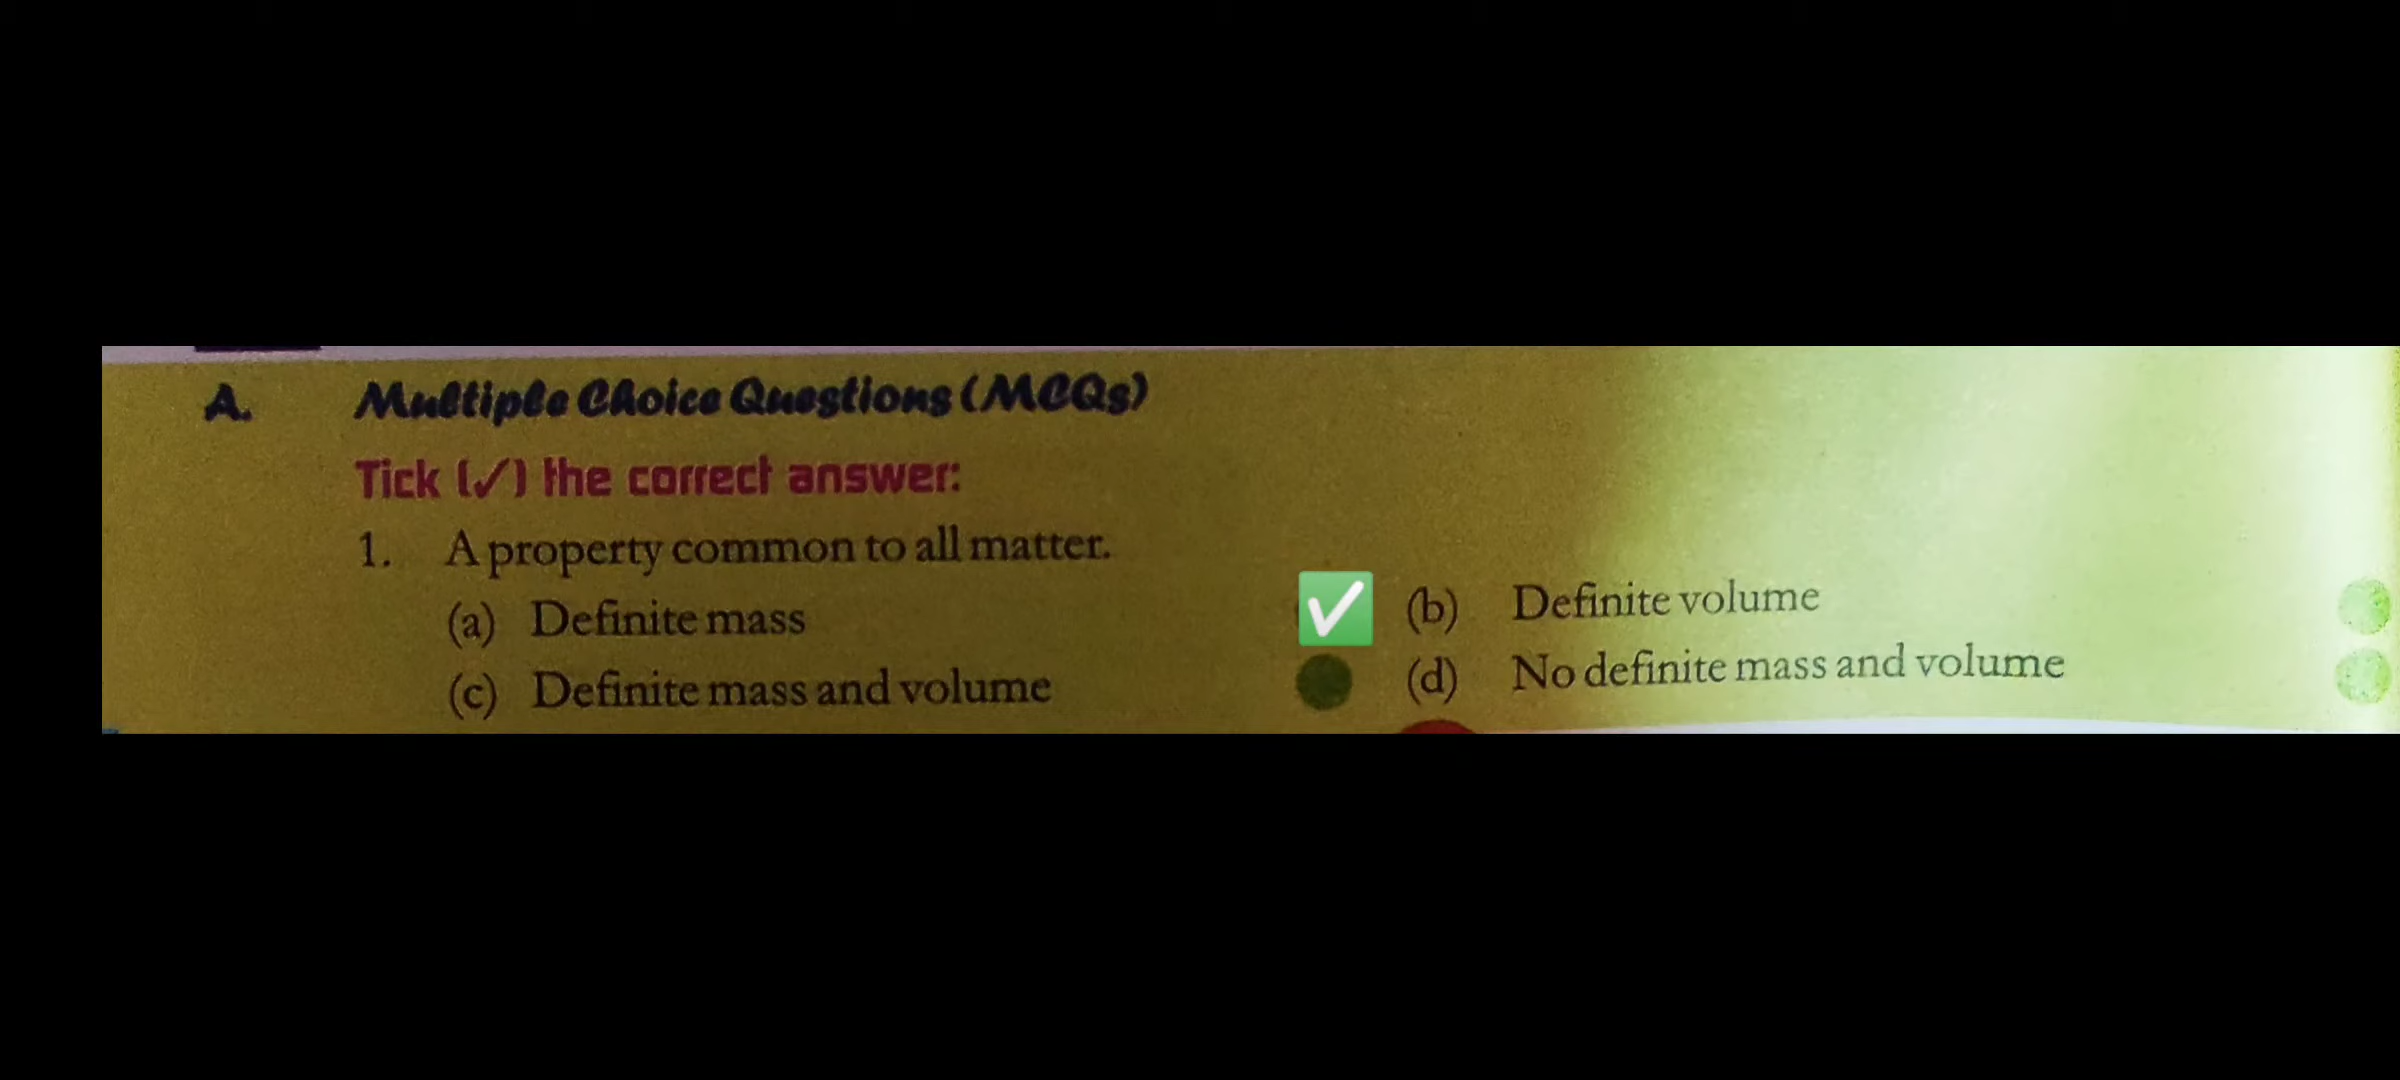 A. Multiple Choice Questions (MCQs)
Tick (✓) the correct answer:
1. A property common to all matter.
(a) Definite mass ✅ (b) Definite volume
(c) Definite mass and volume (d) No definite mass and volume